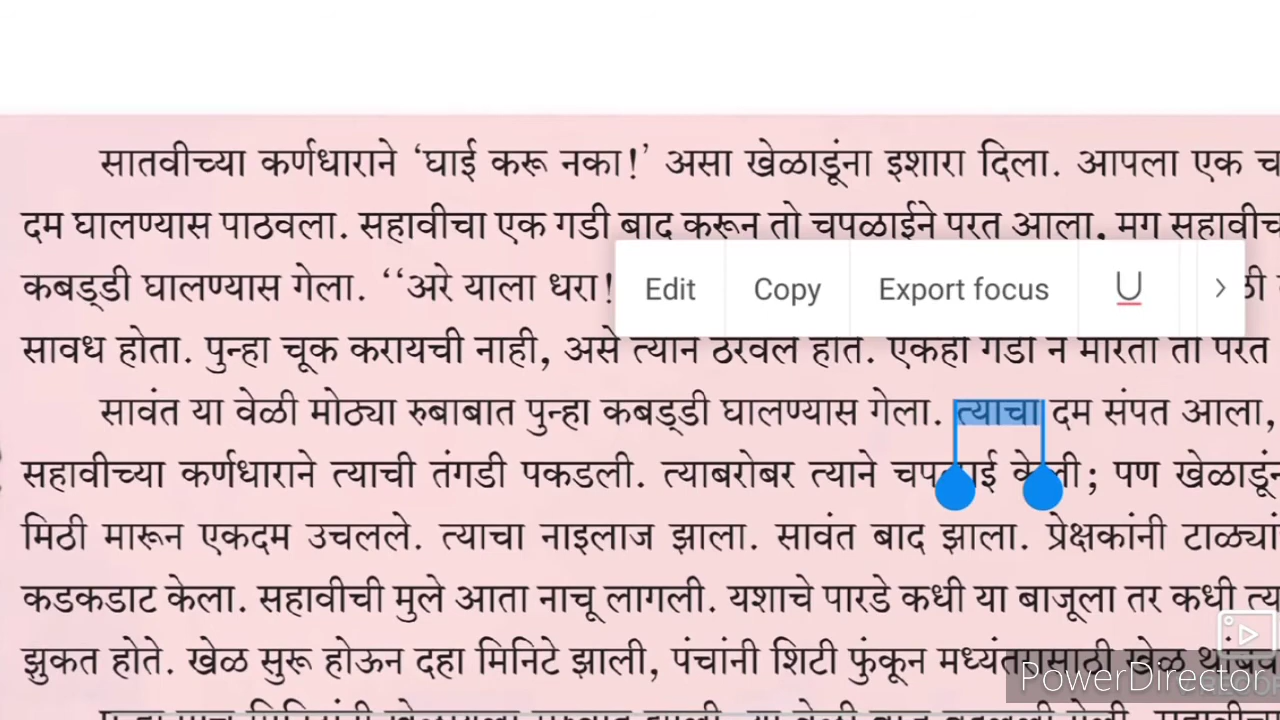 सातवीच्या कर्णधाराने ‘घाई करू नका!’ असा खेळाडूंना इशारा दिला. आपला एक
दम घालण्यास पाठवला. सहावीचा एक गडी बाद करून तो चपळाईने परत आला, मग
कबड्डी घालण्यास गेला. “अरे याला धरा!
Edit Copy Export focus U >
सावध होता. पुन्हा चूक करायची नाही, असे त्याने ठरवले होते. एकही गडी न मारता तो परत
सावंत या वेळी मोठ्या रुबाबात पुन्हा कबड्डी घालण्यास गेला. त्याचा दम संपत आला,
सहावीच्या कर्णधाराने त्याची तंगडी पकडली. त्याबरोबर त्याने चपळाई केली; पण
मिठी मारून एकदम उचलले. त्याचा नाइलाज झाला. सावंत बाद झाला. प्रेक्षकांनी
कडकडाट केला. सहावीची मुले आता नाचू लागली. यशाचे पारडे कधी या बाजूला तर कधी
झुकत होते. खेळ सुरू होऊन दहा मिनिटे झाली, पंचांनी शिटी फुंकून मध्यंतरासाठी खेळ
PowerDirector